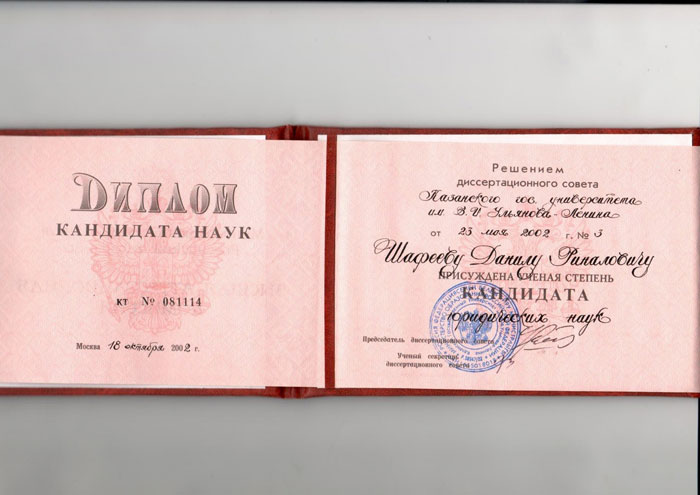 ДИПЛОМ
КАНДИДАТА НАУК
КТ № 081114
Москва 18 октября 2002 г.
Решением
диссертационного совета
Казанского гос. университета
им. В.И. Ульянова-Ленина
от 23 мая 2002 г. № 3
Шафееву Данилу
ПРИСУЖДЕНА УЧЕНАЯ СТЕПЕНЬ
КАНДИДАТА
юридических наук
Председатель диссертационного совета
Ученый секретарь
диссертационного совета